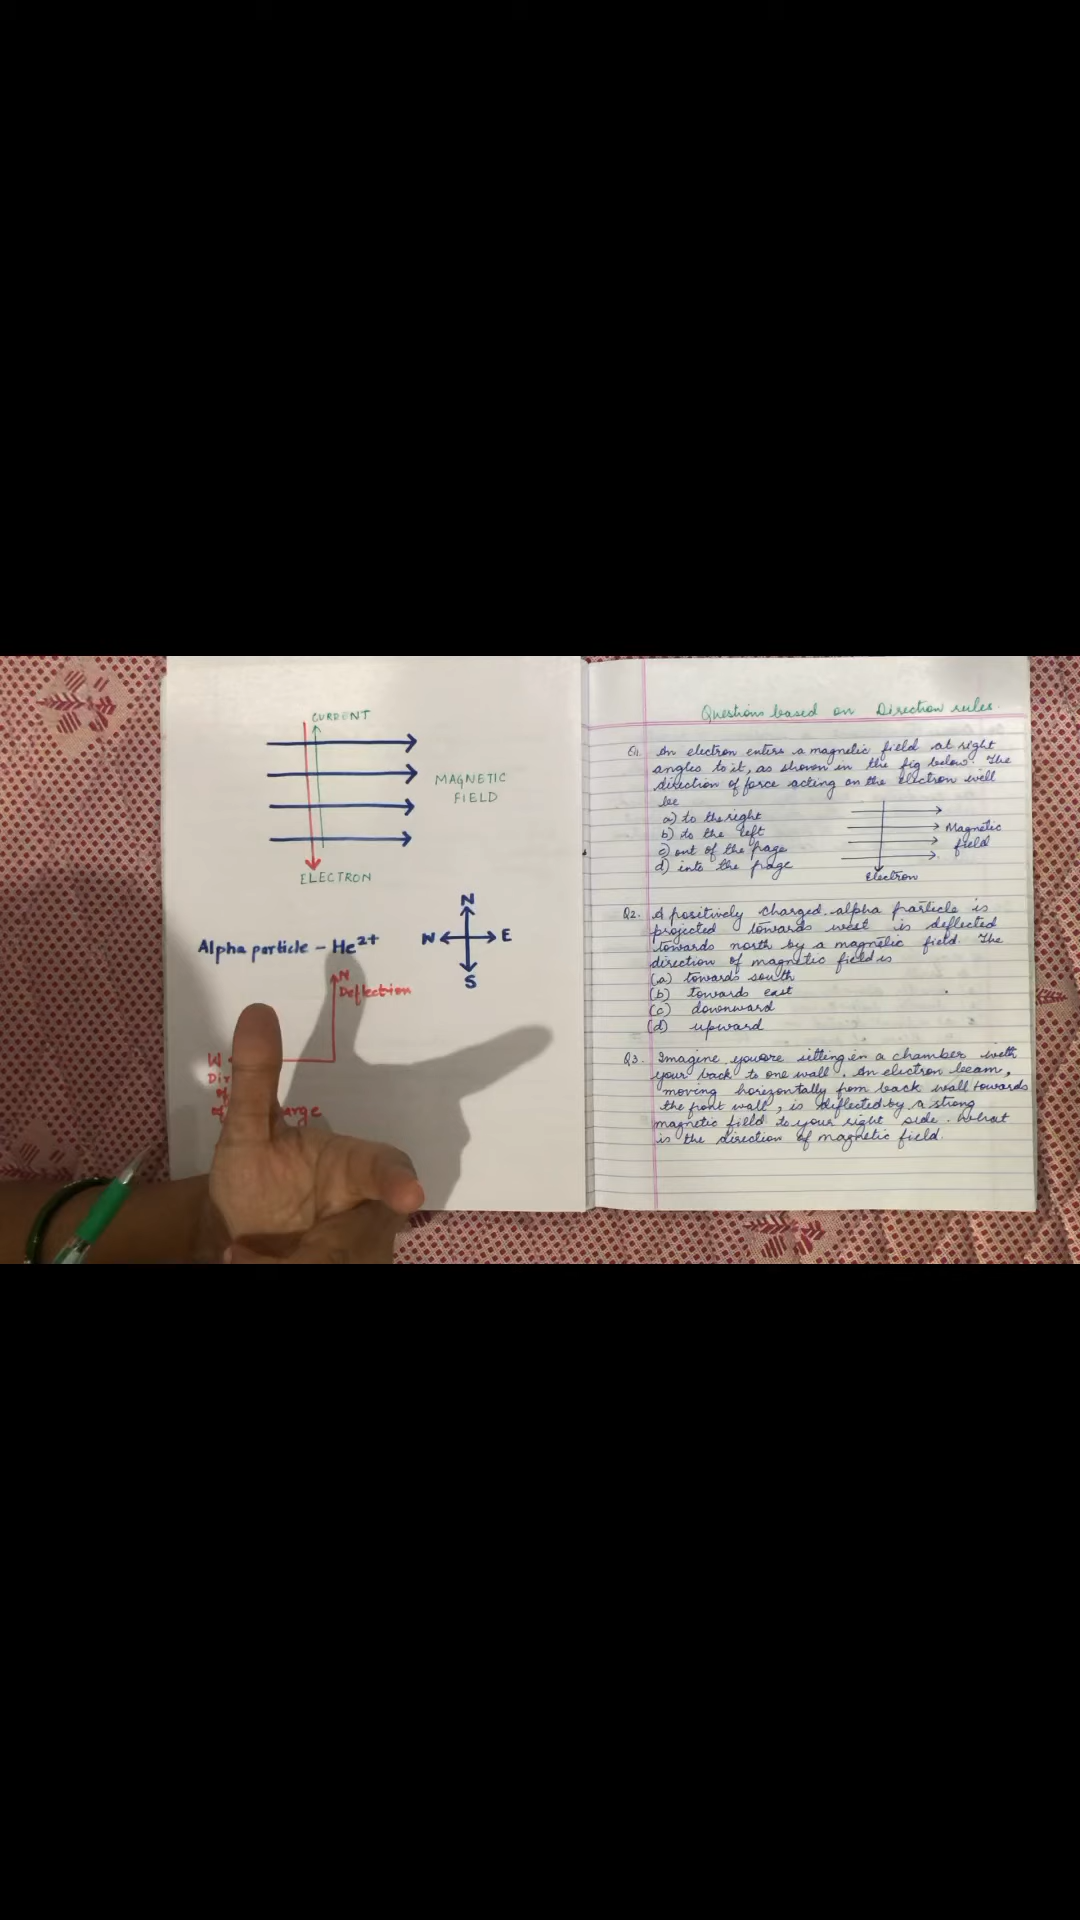 CURRENT
MAGNETIC
FIELD
ELECTRON
N
W E
S
Alpha particle - He2+
N
Deflection
W
Questions based on Direction rules.
Q1. An electron enters a magnetic field at right
angles to it, as shown in the fig below. The
direction of force acting on the electron will
be
a) to the right
b) to the left
c) out of the page
d) into the page
Magnetic
field
Electron
Q2. A positively charged alpha particle is
projected towards west is deflected
towards north by a magnetic field. The
direction of magnetic field is
(a) towards south
(b) towards east
(c) downward
(d) upward
Q3. Imagine you are sitting in a chamber with
your back to one wall. An electron beam,
moving horizontally from back wall towards
the front wall, is deflected by a strong
magnetic field to your right side. What
is the direction of magnetic field.